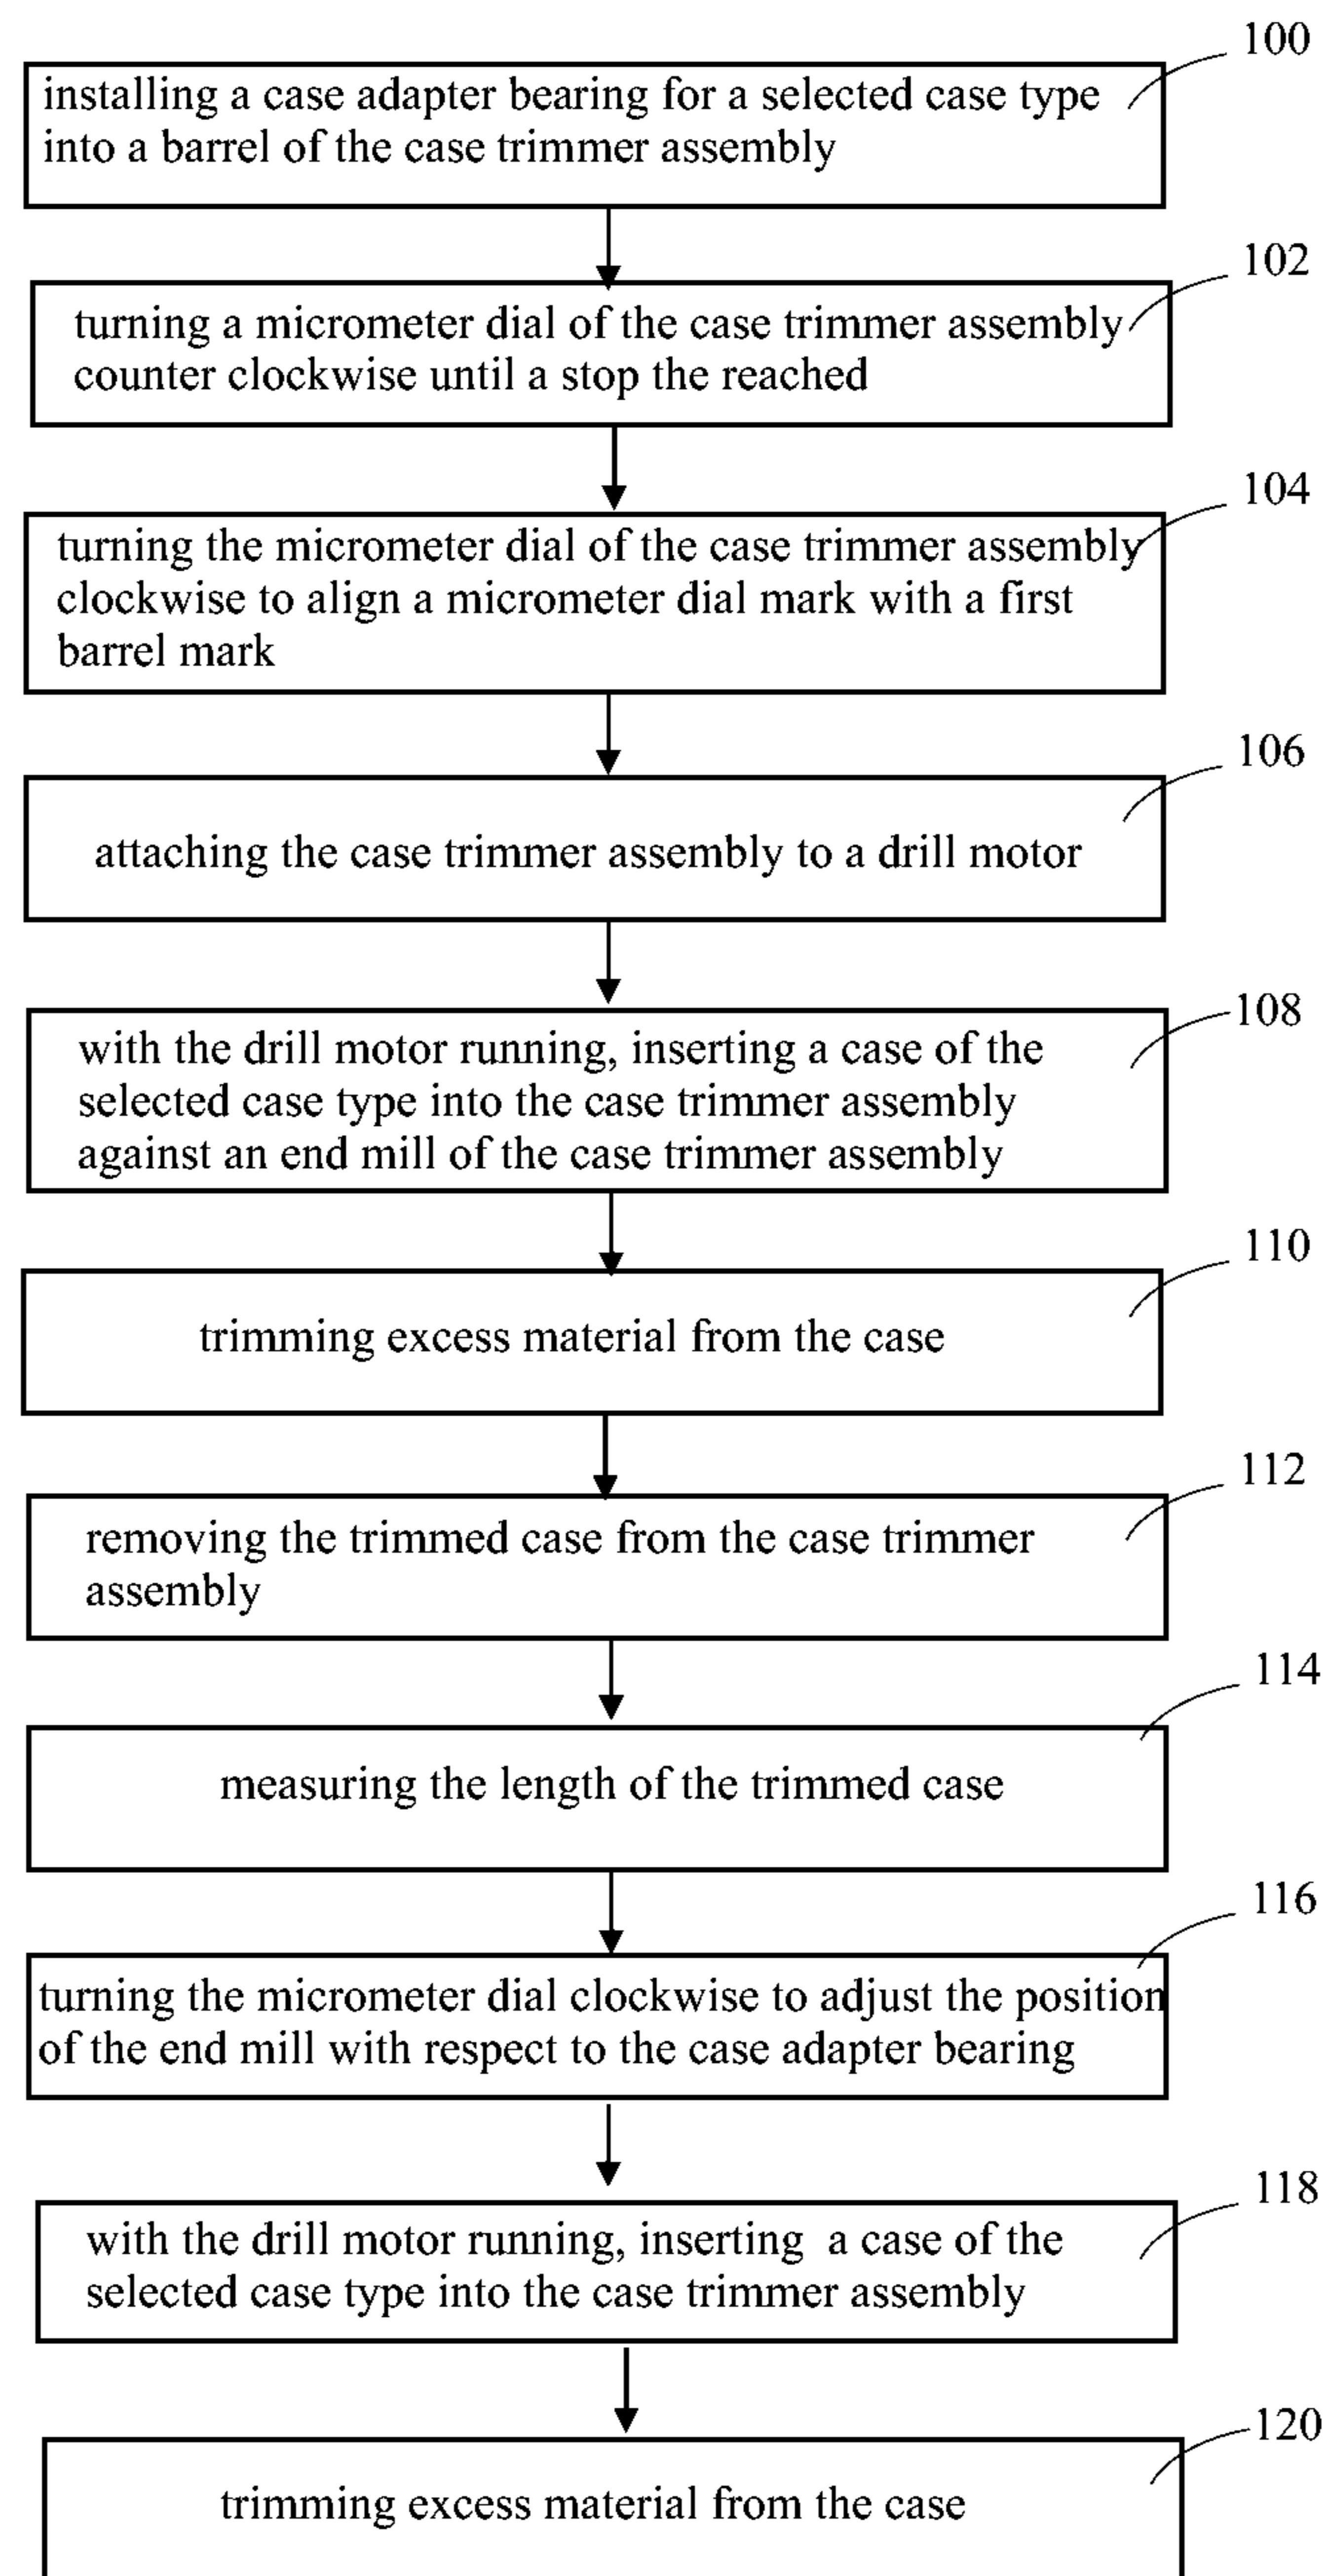 100
installing a case adapter bearing for a selected case type
into a barrel of the case trimmer assembly
102
turning a micrometer dial of the case trimmer assembly
counter clockwise until a stop the reached
104
turning the micrometer dial of the case trimmer assembly
clockwise to align a micrometer dial mark with a first
barrel mark
106
attaching the case trimmer assembly to a drill motor
108
with the drill motor running, inserting a case of the
selected case type into the case trimmer assembly
against an end mill of the case trimmer assembly
110
trimming excess material from the case
112
removing the trimmed case from the case trimmer
assembly
114
measuring the length of the trimmed case
116
turning the micrometer dial clockwise to adjust the position
of the end mill with respect to the case adapter bearing
118
with the drill motor running, inserting a case of the
selected case type into the case trimmer assembly
120
trimming excess material from the case